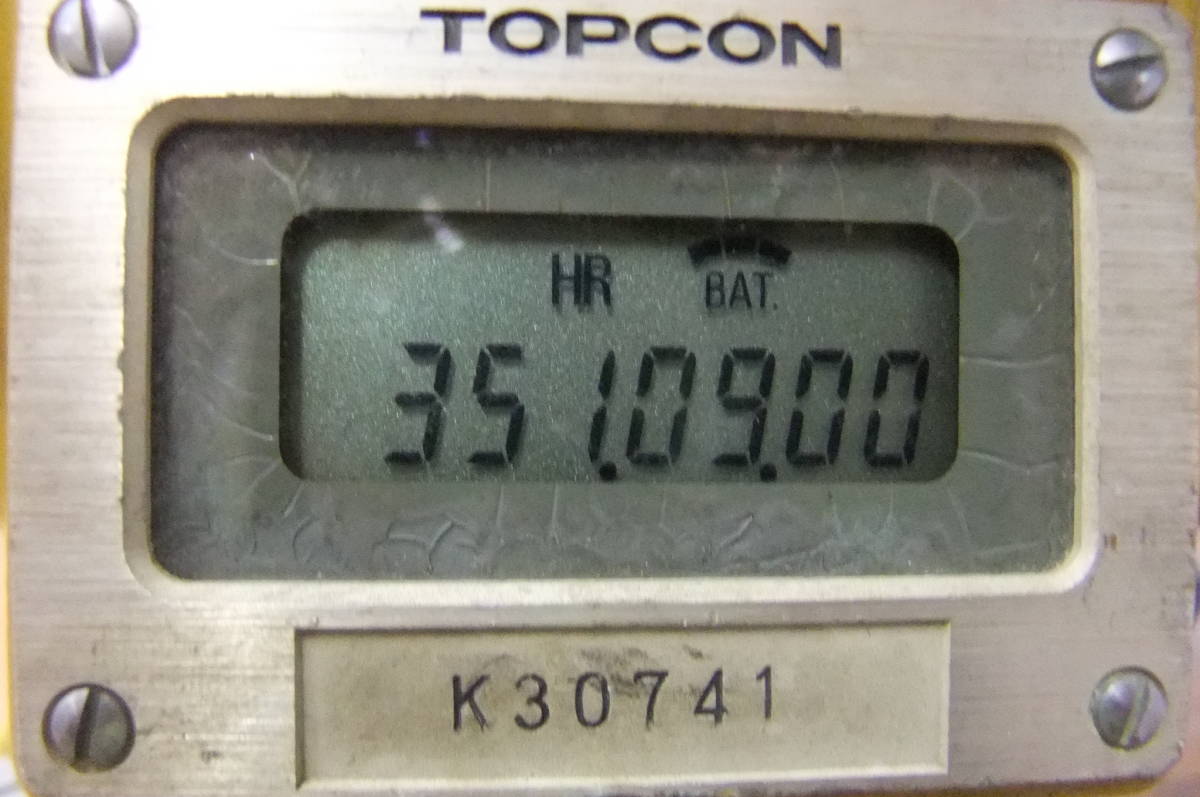 TOPCON
HR BAT.
351.09.00
K30741